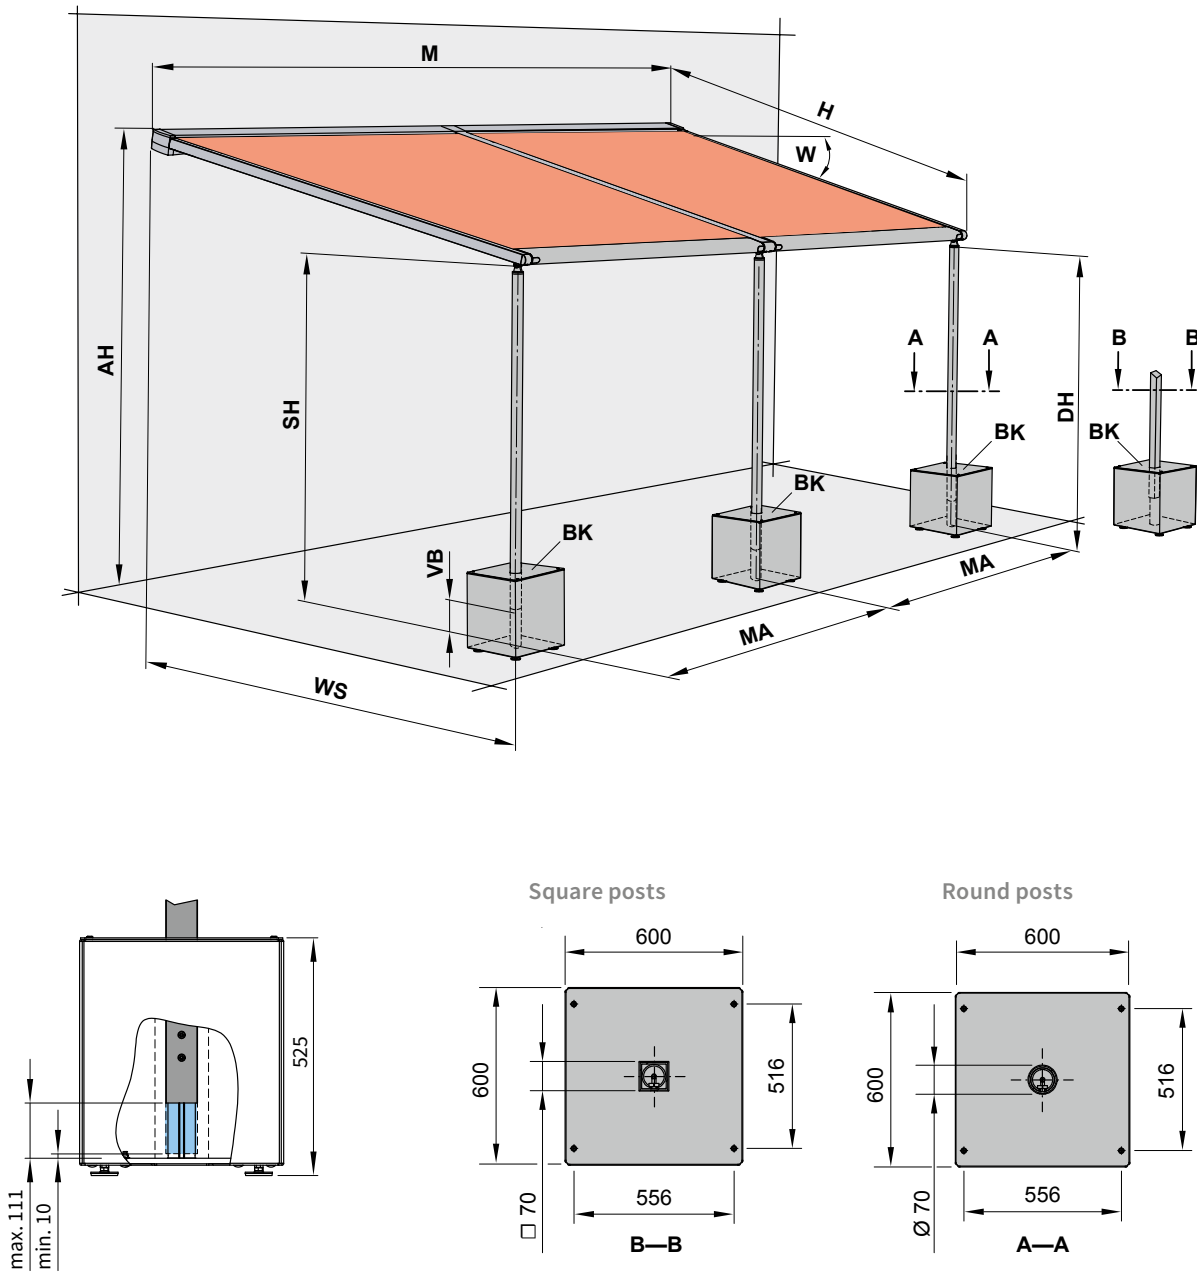 M
H
W
AH
SH
A
A
B
B
DH
BK
BK
BK
BK
VB
MA
MA
WS
Square posts
Round posts
600
600
525
600
516
600
516
max. 111
min. 10
□ 70
556
Ø 70
556
B—B
A—A